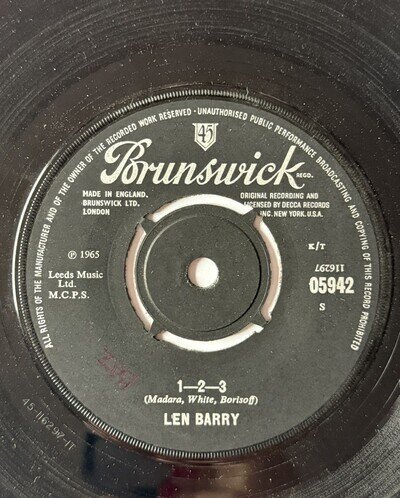 ALL RIGHTS OF THE MANUFACTURER AND OF THE OWNER OF THE RECORDED WORK RESERVED - UNAUTHORISED PUBLIC PERFORMANCE BROADCASTING AND COPYING OF THIS RECORD PROHIBITED
45
Brunswick
REGD.
MADE IN ENGLAND.
BRUNSWICK LTD.
LONDON
ORIGINAL RECORDING AND
LICENSED BY DECCA RECORDS
INC. NEW YORK. U.S.A.
K/T
℗ 1965
Leeds Music
Ltd.
M.C.P.S.
116297
05942
S
1—2—3
(Madara, White, Borisoff)
LEN BARRY